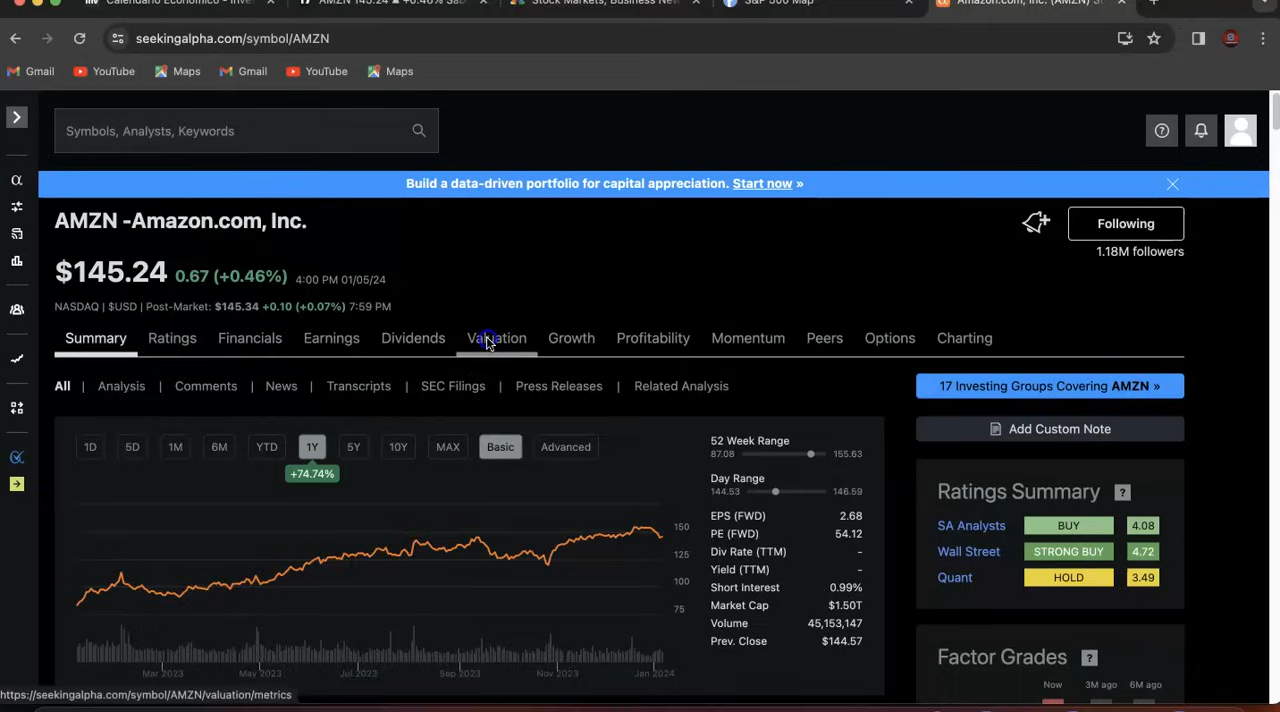 Calendario Económico - Inves
AMZN 145.24 ▲ +0.46% Sab
Stock Markets, Business New
S&P 500 Map
Amazon.com, Inc. (AMZN) St
seekingalpha.com/symbol/AMZN
Gmail YouTube Maps Gmail YouTube Maps
Symbols, Analysts, Keywords
Build a data-driven portfolio for capital appreciation. Start now »
AMZN -Amazon.com, Inc.
Following
1.18M followers
$145.24 0.67 (+0.46%) 4:00 PM 01/05/24
NASDAQ | $USD | Post-Market: $145.34 +0.10 (+0.07%) 7:59 PM
Summary Ratings Financials Earnings Dividends Valuation Growth Profitability Momentum Peers Options Charting
All | Analysis | Comments | News | Transcripts | SEC Filings | Press Releases | Related Analysis
17 Investing Groups Covering AMZN »
Add Custom Note
1D 5D 1M 6M YTD 1Y 5Y 10Y MAX Basic Advanced
+74.74%
150
125
100
75
Mar 2023 May 2023 Jul 2023 Sep 2023 Nov 2023 Jan 2024
52 Week Range
87.08 155.63
Day Range
144.53 146.59
EPS (FWD) 2.68
PE (FWD) 54.12
Div Rate (TTM) -
Yield (TTM) -
Short Interest 0.99%
Market Cap $1.50T
Volume 45,153,147
Prev. Close $144.57
Ratings Summary ?
SA Analysts BUY 4.08
Wall Street STRONG BUY 4.72
Quant HOLD 3.49
Factor Grades ?
Now 3M ago 6M ago
https://seekingalpha.com/symbol/AMZN/valuation/metrics